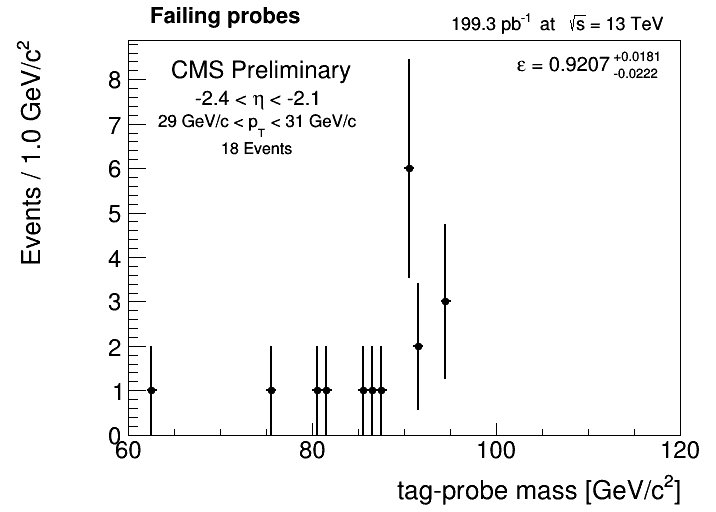 Failing probes
199.3 pb⁻¹ at √s = 13 TeV
CMS Preliminary
ε = 0.9207 +0.0181 -0.0222
-2.4 < η < -2.1
29 GeV/c < p_T < 31 GeV/c
18 Events
Events / 1.0 GeV/c²
8
7
6
5
4
3
2
1
0
60 80 100 120
tag-probe mass [GeV/c²]